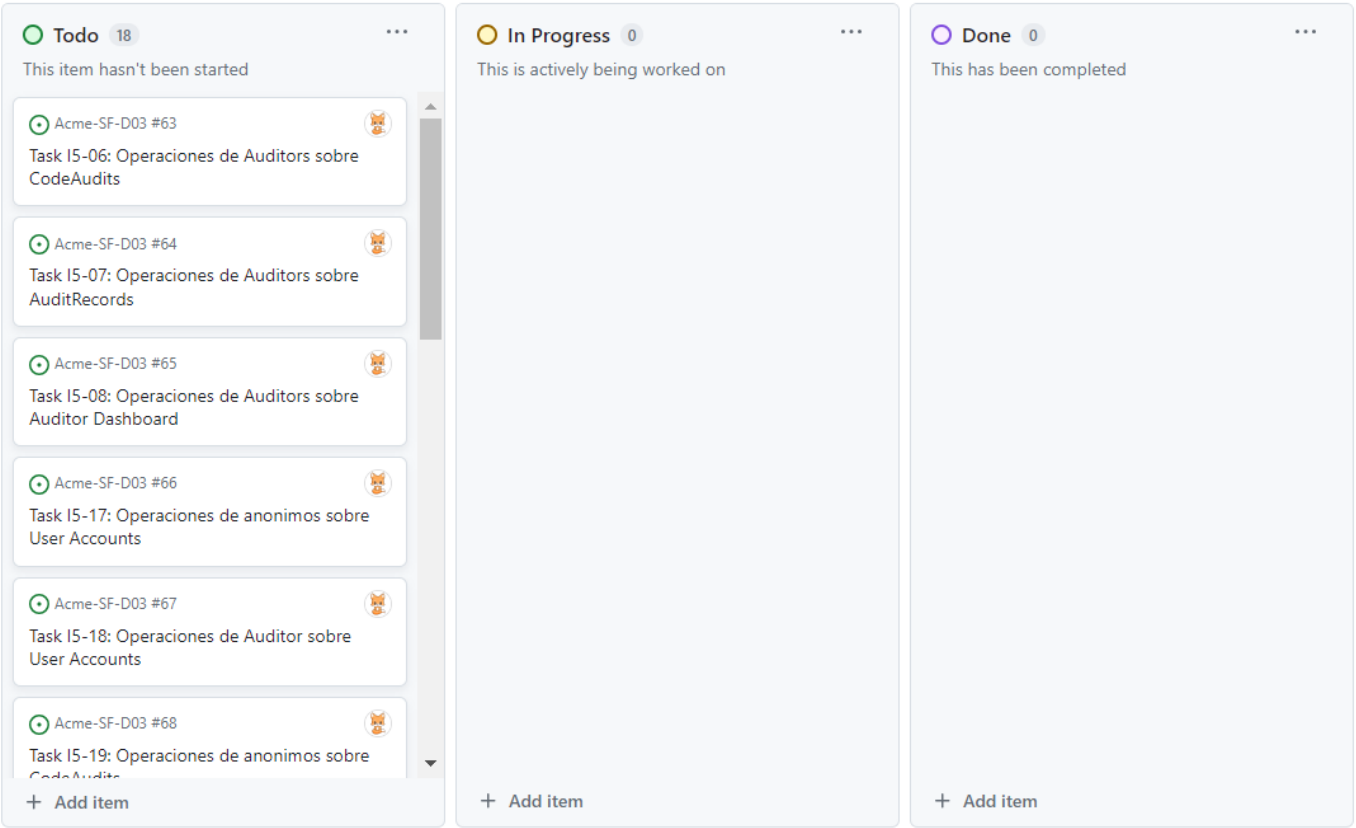 Todo 18
This item hasn't been started
Acme-SF-D03 #63
Task I5-06: Operaciones de Auditors sobre
CodeAudits
Acme-SF-D03 #64
Task I5-07: Operaciones de Auditors sobre
AuditRecords
Acme-SF-D03 #65
Task I5-08: Operaciones de Auditors sobre
Auditor Dashboard
Acme-SF-D03 #66
Task I5-17: Operaciones de anonimos sobre
User Accounts
Acme-SF-D03 #67
Task I5-18: Operaciones de Auditor sobre
User Accounts
Acme-SF-D03 #68
Task I5-19: Operaciones de anonimos sobre
CodeAudits
Add item
In Progress 0
This is actively being worked on
Add item
Done 0
This has been completed
Add item